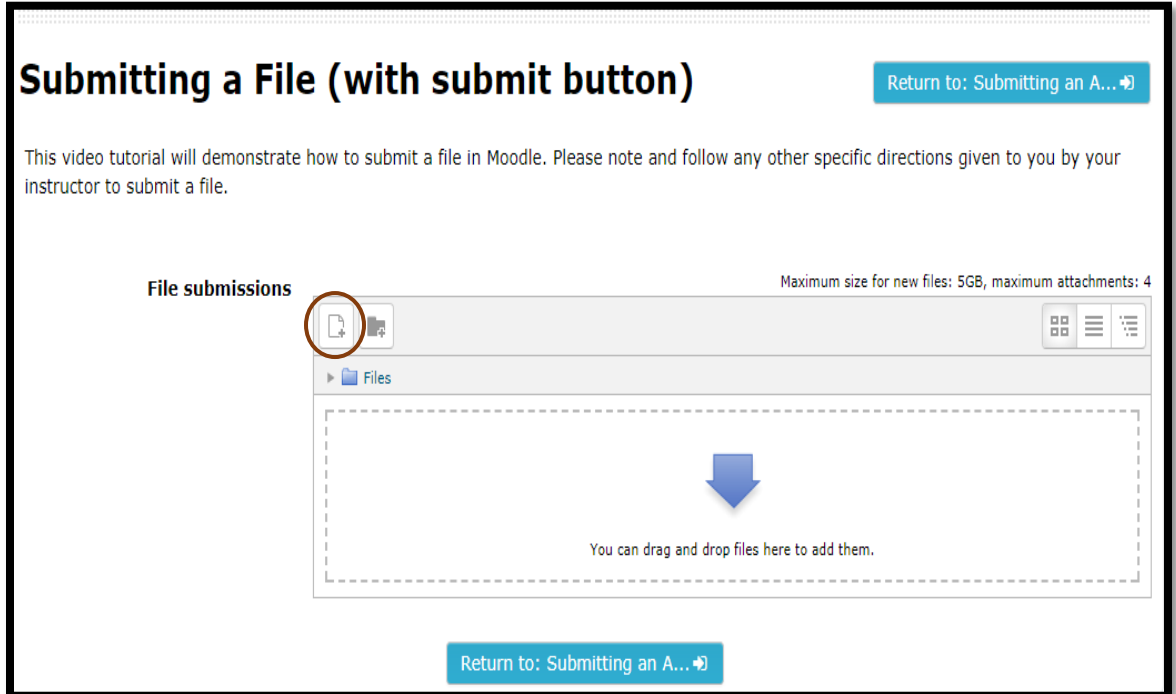 Submitting a File (with submit button)
Return to: Submitting an A...
This video tutorial will demonstrate how to submit a file in Moodle. Please note and follow any other specific directions given to you by your
instructor to submit a file.
File submissions
Maximum size for new files: 5GB, maximum attachments: 4
Files
You can drag and drop files here to add them.
Return to: Submitting an A...